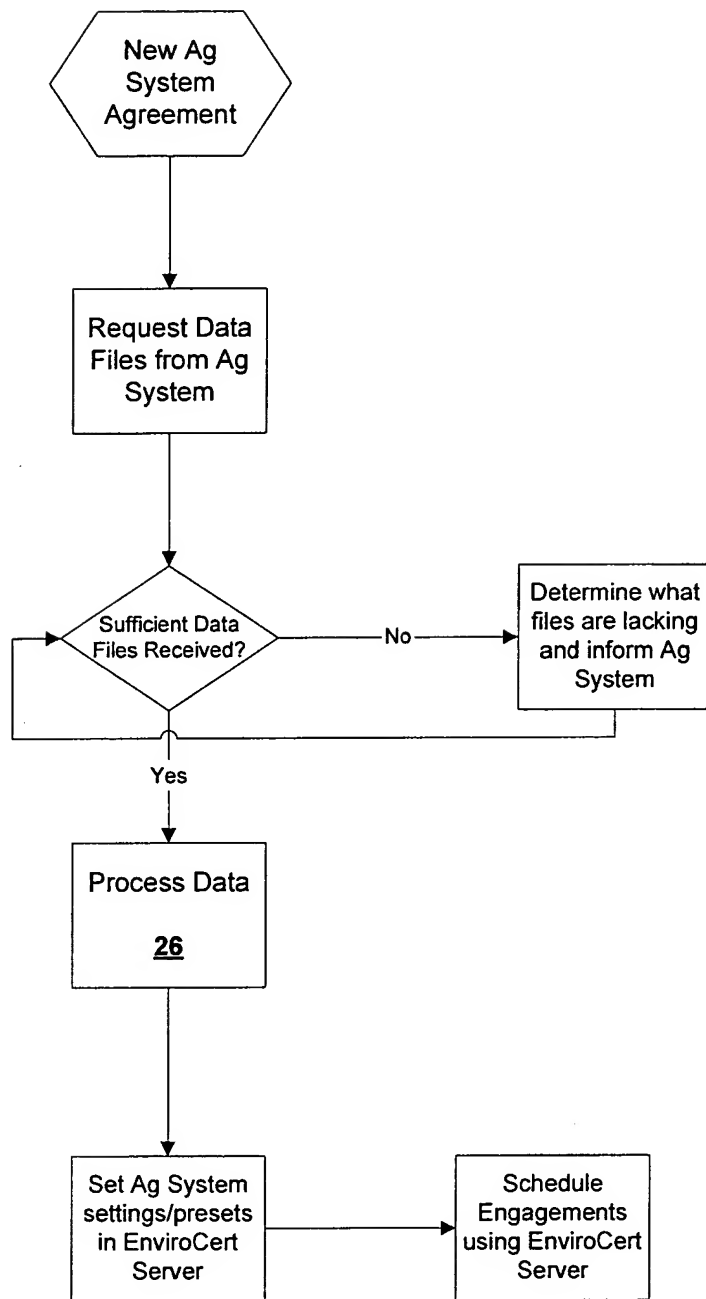 New Ag
System
Agreement
Request Data
Files from Ag
System
Sufficient Data
Files Received?
No
Determine what
files are lacking
and inform Ag
System
Yes
Process Data
26
Set Ag System
settings/presets
in EnviroCert
Server
Schedule
Engagements
using EnviroCert
Server